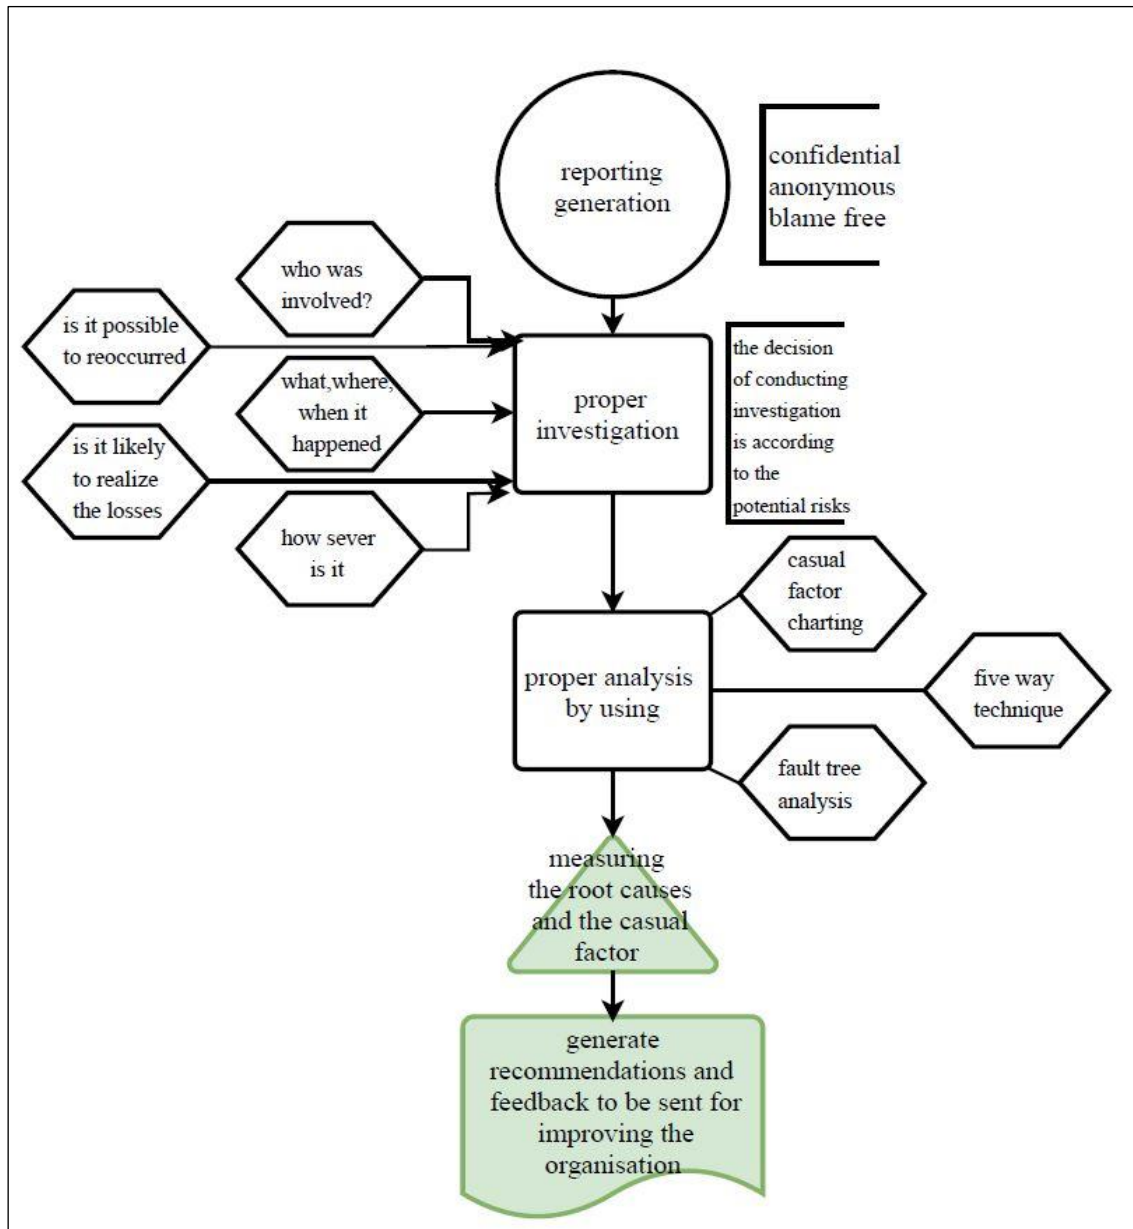 reporting
generation
confidential
anonymous
blame free
who was
involved?
is it possible
to reoccurred
what,where,
when it
happened
is it likely
to realize
the losses
how sever
is it
proper
investigation
the decision
of conducting
investigation
is according
to the
potential risks
casual
factor
charting
proper analysis
by using
five way
technique
fault tree
analysis
measuring
the root causes
and the casual
factor
generate
recommendations and
feedback to be sent for
improving the
organisation